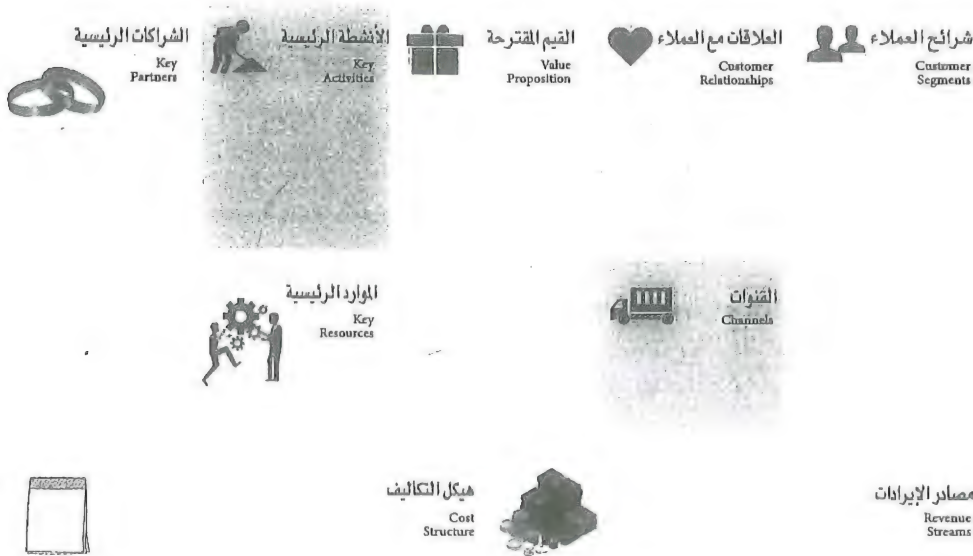 شرائح العملاء
Customer
Segments
العلاقات مع العملاء
Customer
Relationships
القيم المقترحة
Value
Proposition
الأنشطة الرئيسية
Key
Activities
الشراكات الرئيسية
Key
Partners
القنوات
Channels
الموارد الرئيسية
Key
Resources
مصادر الإيرادات
Revenue
Streams
هيكل التكاليف
Cost
Structure